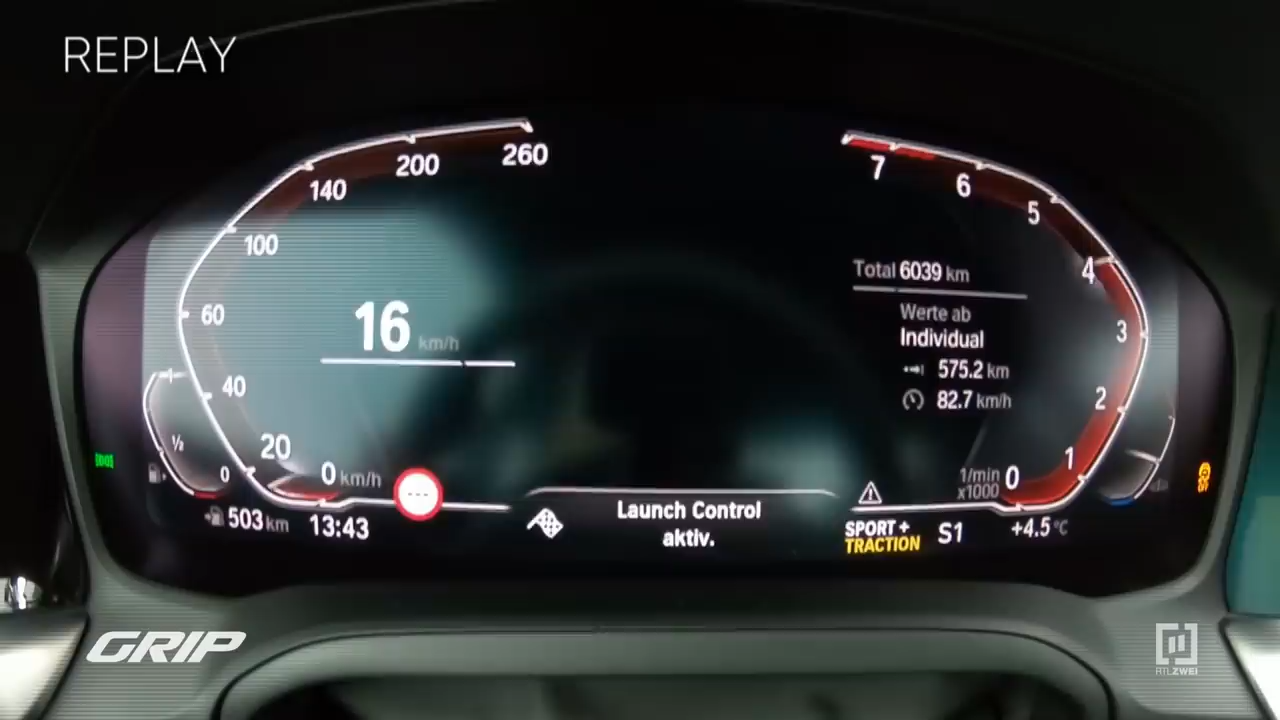 REPLAY
260
200
140
100
60
40
20
0 km/h
16 km/h
1/2
0
503 km
13:43
Launch Control
aktiv.
7
6
5
4
3
2
1
0
1/min
x1000
Total 6039 km
Werte ab
Individual
575.2 km
82.7 km/h
SPORT +
TRACTION
S1
+4.5 °C
GRIP
RTLZWEI